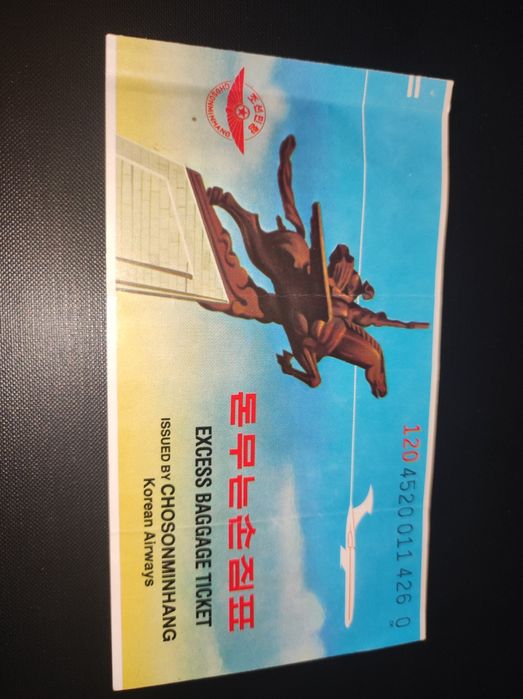 120 4520 011 426 0
조선민항
CHOSONMINHANG
돈무는손짐표
EXCESS BAGGAGE TICKET
ISSUED BY CHOSONMINHANG
Korean Airways